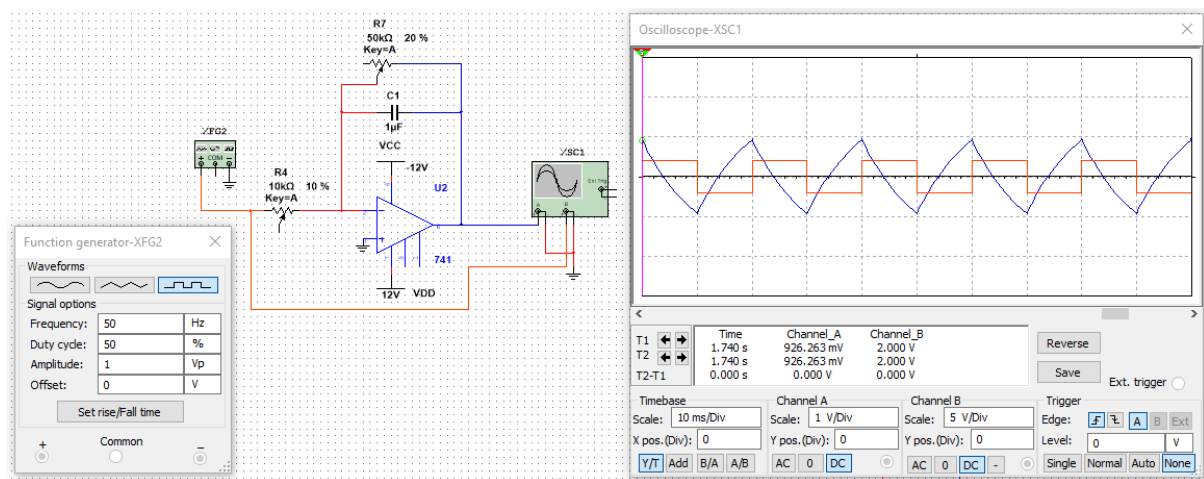 R7
50kΩ 20 %
Key=A
C1
1µF
VCC
-12V
U2
741
12V VDD
XFG2
COM
R4
10kΩ 10 %
Key=A
XSC1
Ext Trig
A B
Function generator-XFG2
Waveforms
Signal options
Frequency: 50 Hz
Duty cycle: 50 %
Amplitude: 1 Vp
Offset: 0 V
Set rise/Fall time
+ Common −
Oscilloscope-XSC1
Time Channel_A Channel_B
T1 1.740 s 926.263 mV 2.000 V
T2 1.740 s 926.263 mV 2.000 V
T2-T1 0.000 s 0.000 V 0.000 V
Reverse
Save
Ext. trigger
Timebase
Scale: 10 ms/Div
X pos.(Div): 0
Y/T Add B/A A/B
Channel A
Scale: 1 V/Div
Y pos.(Div): 0
AC 0 DC
Channel B
Scale: 5 V/Div
Y pos.(Div): 0
AC 0 DC -
Trigger
Edge: A B Ext
Level: 0 V
Single Normal Auto None